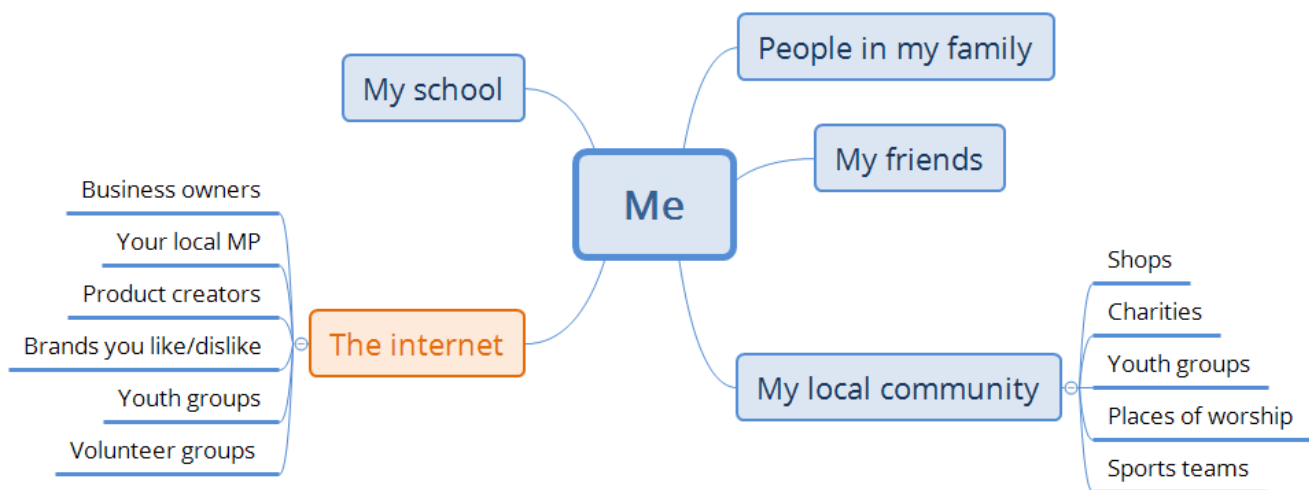 People in my family
My school
My friends
Me
Business owners
Your local MP
Product creators
Brands you like/dislike
Youth groups
Volunteer groups
The internet
My local community
Shops
Charities
Youth groups
Places of worship
Sports teams